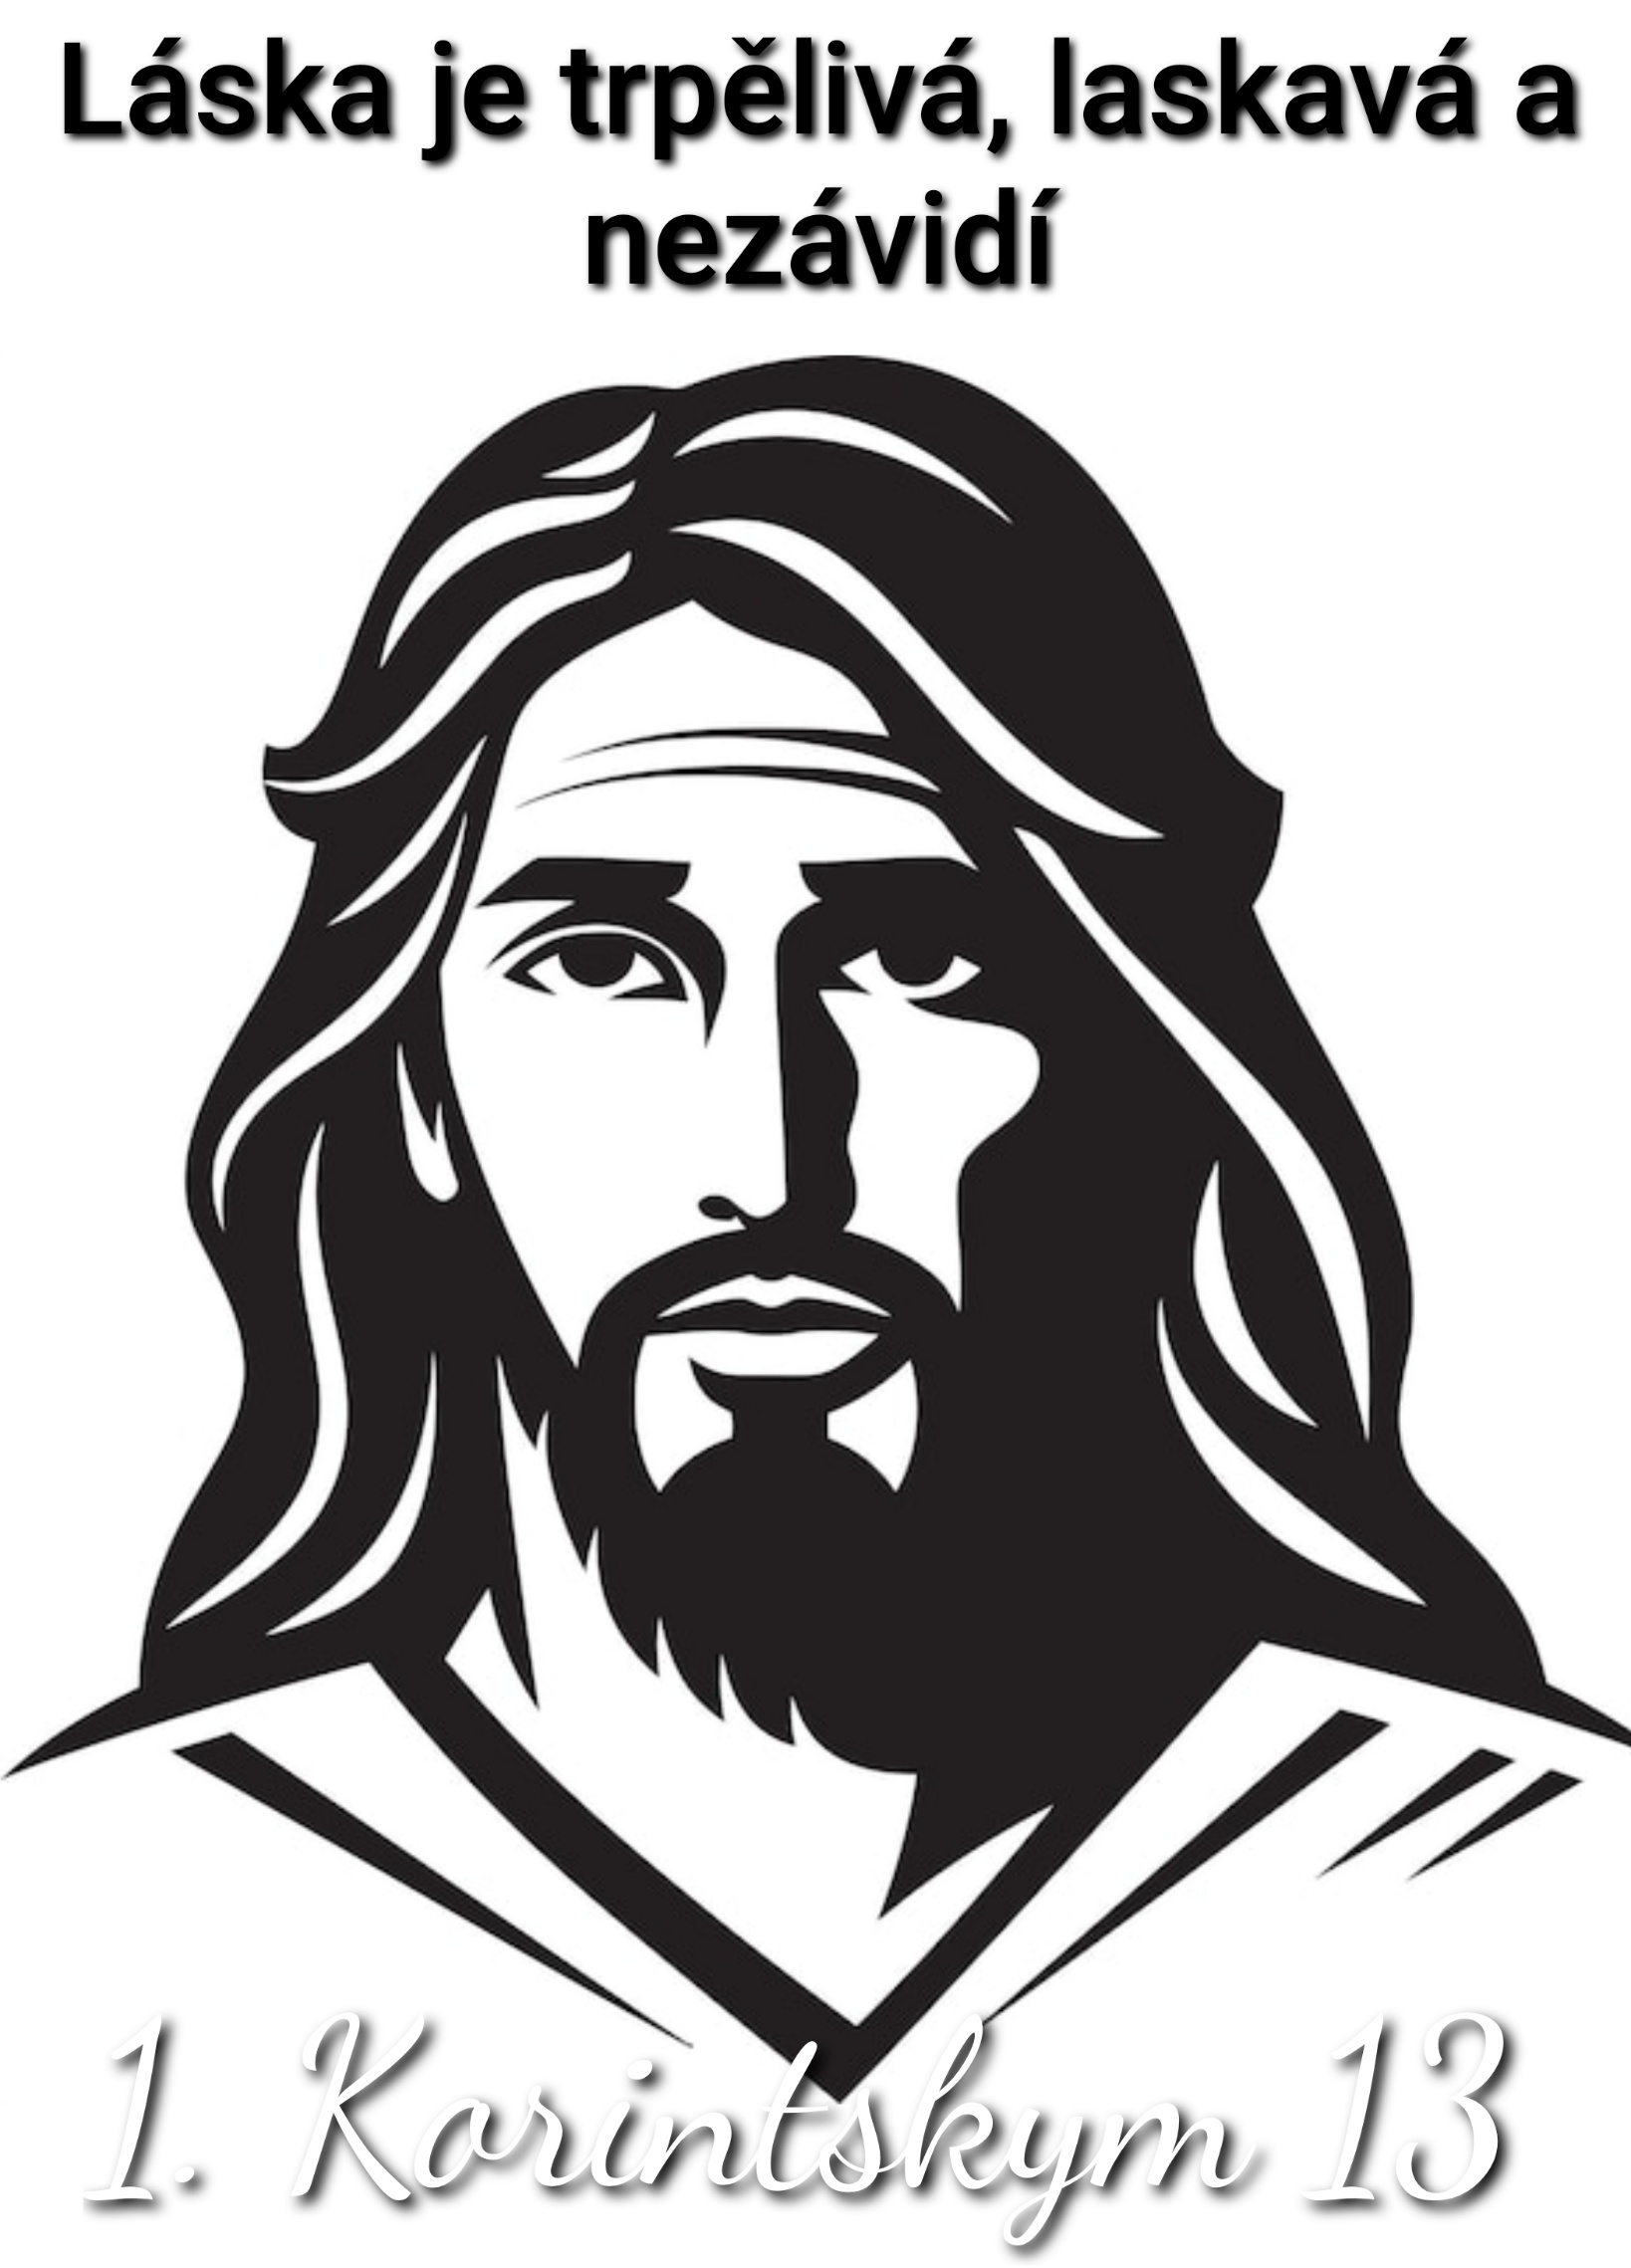 Láska je trpělivá, laskavá a
nezávidí
1. Korintskym 13